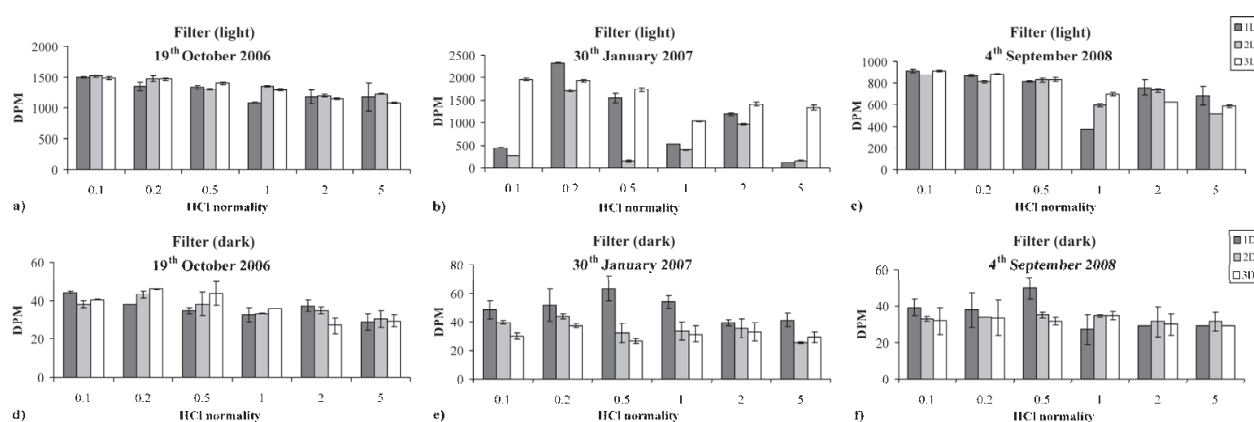 Filter (light)
19th October 2006
DPM
2000
1500
1000
500
0
0.1 0.2 0.5 1 2 5
HCl normality
a)
Filter (light)
30th January 2007
DPM
2500
2000
1500
1000
500
0
0.1 0.2 0.5 1 2 5
HCl normality
b)
Filter (light)
4th September 2008
DPM
1000
800
600
400
200
0
0.1 0.2 0.5 1 2 5
HCl normality
c)
1L
2L
3L
Filter (dark)
19th October 2006
DPM
60
40
20
0
0.1 0.2 0.5 1 2 5
HCl normality
d)
Filter (dark)
30th January 2007
DPM
80
60
40
20
0
0.1 0.2 0.5 1 2 5
HCl normality
e)
Filter (dark)
4th September 2008
DPM
60
40
20
0
0.1 0.2 0.5 1 2 5
HCl normality
f)
1D
2D
3D